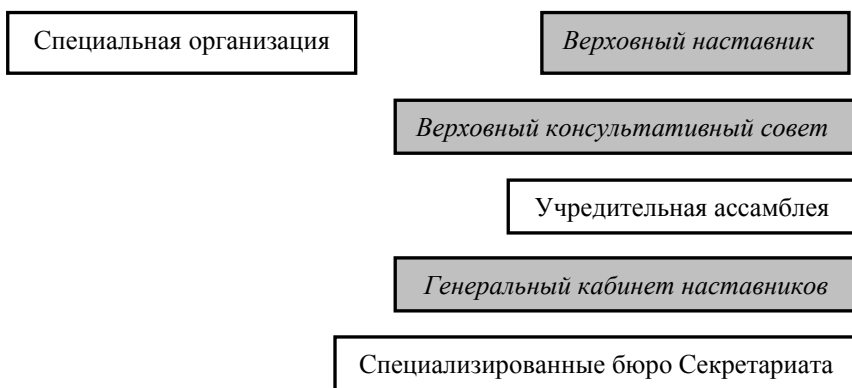 Специальная организация
Верховный наставник
Верховный консультативный совет
Учредительная ассамблея
Генеральный кабинет наставников
Специализированные бюро Секретариата